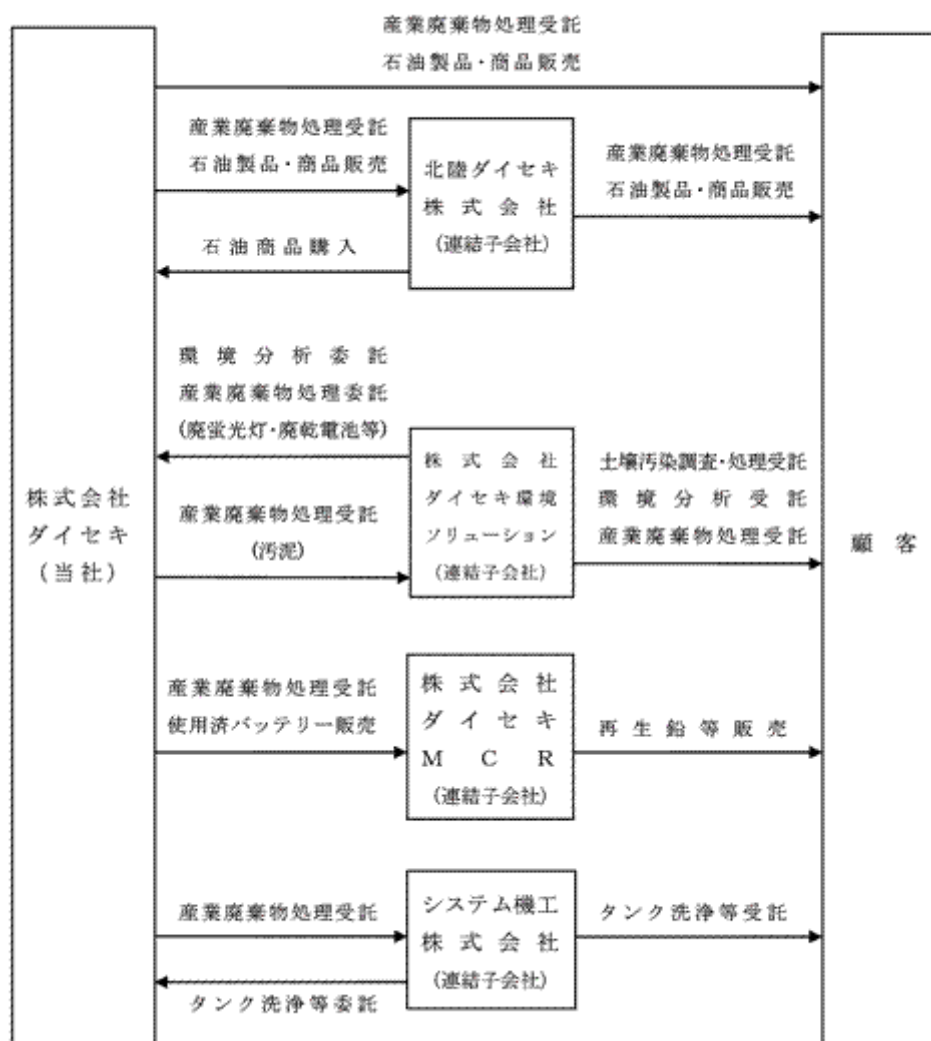 産業廃棄物処理受託
石油製品・商品販売
産業廃棄物処理受託
石油製品・商品販売
北陸ダイセキ
株式会社
(連結子会社)
産業廃棄物処理受託
石油製品・商品販売
石油商品購入
環境分析委託
産業廃棄物処理委託
(廃蛍光灯・廃乾電池等)
株式会社
ダイセキ環境
ソリューション
(連結子会社)
土壌汚染調査・処理受託
環境分析受託
産業廃棄物処理受託
株式会社
ダイセキ
(当社)
産業廃棄物処理受託
(汚泥)
顧客
産業廃棄物処理受託
使用済バッテリー販売
株式会社
ダイセキ
MCR
(連結子会社)
再生鉛等販売
産業廃棄物処理受託
システム機工
株式会社
(連結子会社)
タンク洗浄等受託
タンク洗浄等委託